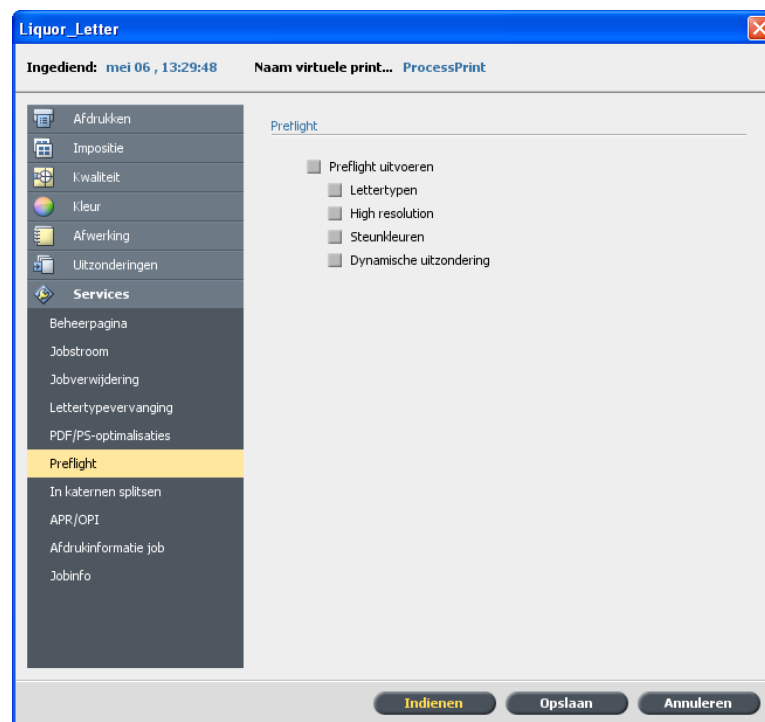 Liquor_Letter
Ingediend: mei 06 , 13:29:48 Naam virtuele print... ProcessPrint
Afdrukken
Impositie
Kwaliteit
Kleur
Afwerking
Uitzonderingen
Services
Beheerpagina
Jobstroom
Jobverwijdering
Lettertypevervanging
PDF/PS-optimalisaties
Preflight
In katernen splitsen
APR/OPI
Afdrukinformatie job
Jobinfo
Preflight
Preflight uitvoeren
Lettertypen
High resolution
Steunkleuren
Dynamische uitzondering
Indienen Opslaan Annuleren